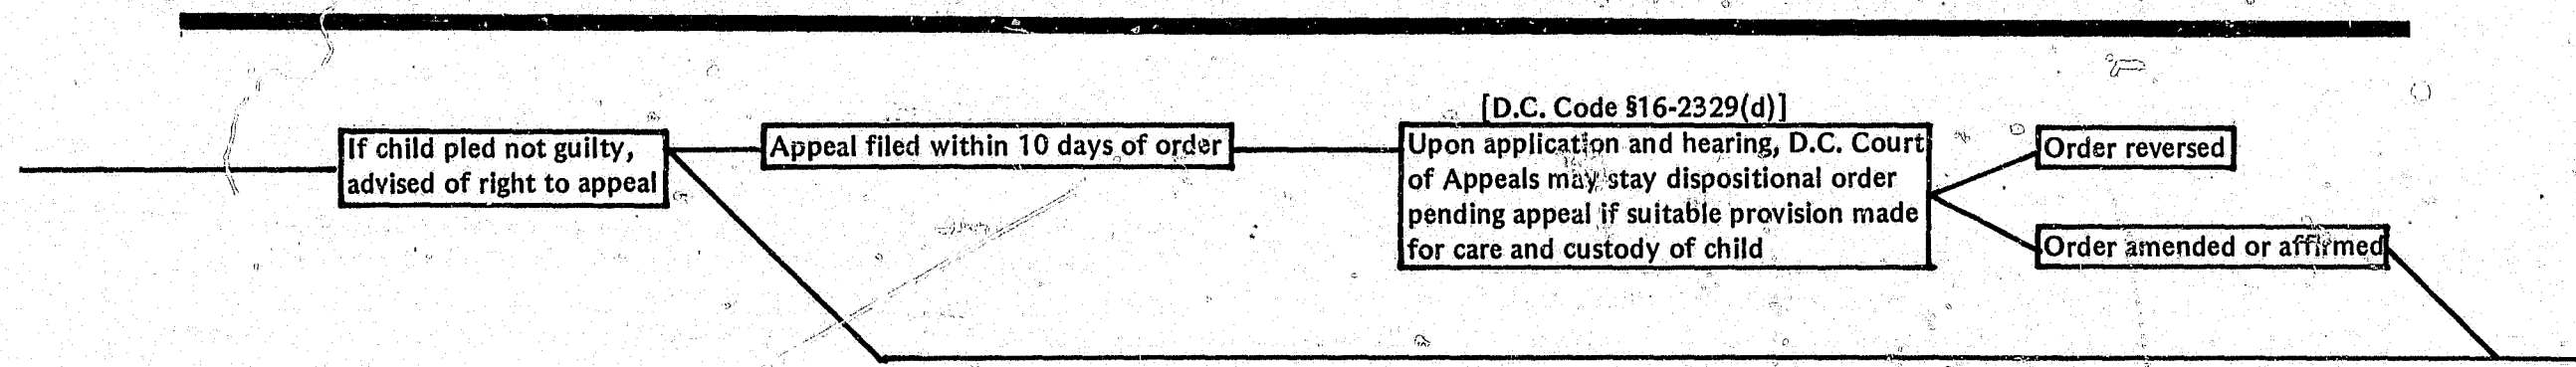 If child pled not guilty,
advised of right to appeal
Appeal filed within 10 days of order
[D.C. Code §16-2329(d)]
Upon application and hearing, D.C. Court
of Appeals may stay dispositional order
pending appeal if suitable provision made
for care and custody of child
Order reversed
Order amended or affirmed